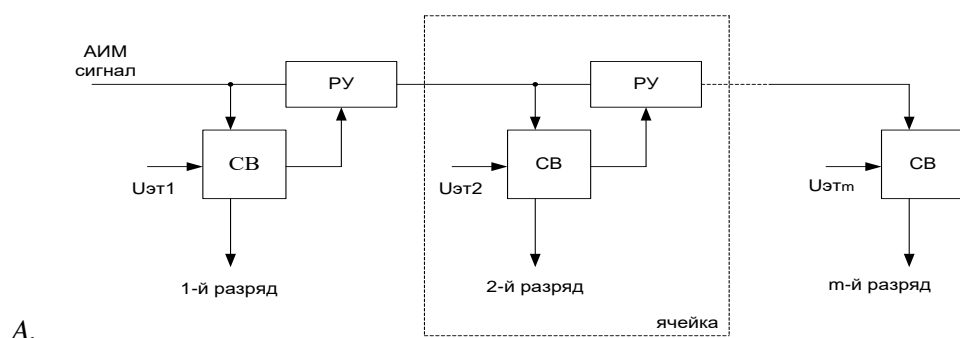 АИМ
сигнал
РУ
РУ
СВ
СВ
СВ
Uэт1
Uэт2
Uэтm
1-й разряд
2-й разряд
m-й разряд
ячейка
А.